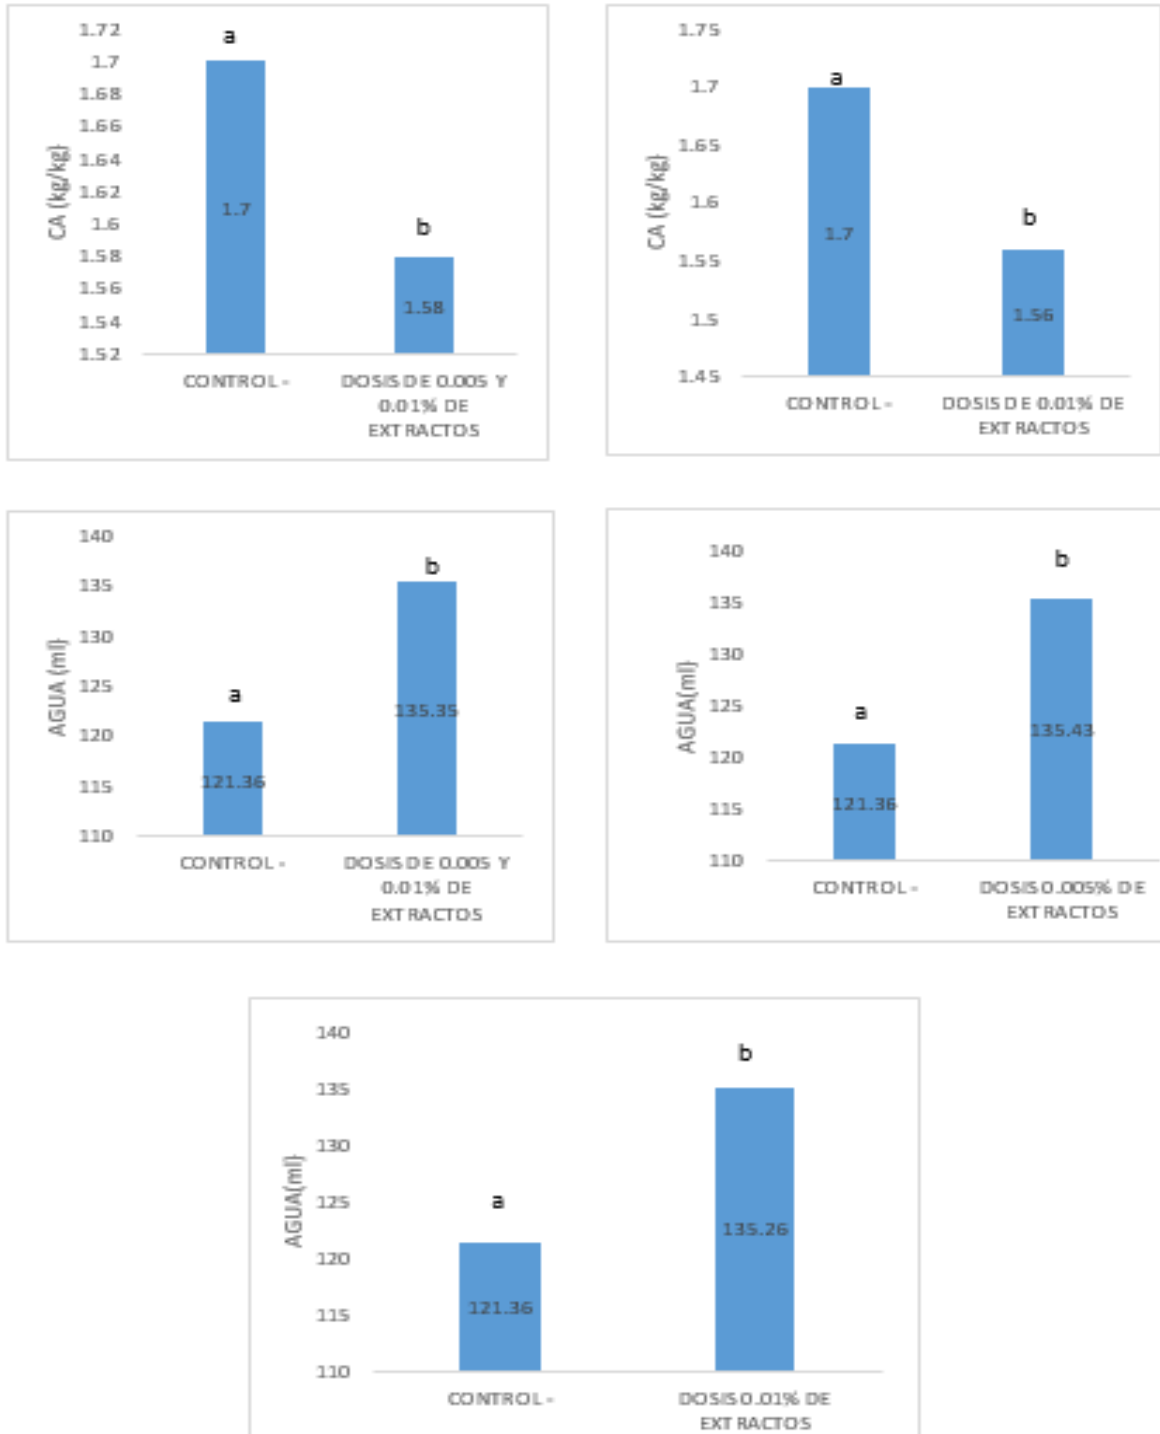 1.72
1.7
1.68
1.66
1.64
1.62
1.6
1.58
1.56
1.54
1.52
CA (kg/kg)
a
1.7
b
1.58
CONTROL -
DOSIS DE 0.005 Y
0.01% DE
EXTRACTOS
1.75
1.7
1.65
1.6
1.55
1.5
1.45
CA (kg/kg)
a
1.7
b
1.56
CONTROL -
DOSIS DE 0.01% DE
EXTRACTOS
140
135
130
125
120
115
110
AGUA (ml)
a
121.36
b
135.35
CONTROL -
DOSIS DE 0.005 Y
0.01% DE
EXTRACTOS
140
135
130
125
120
115
110
AGUA(ml)
a
121.36
b
135.43
CONTROL -
DOSIS 0.005% DE
EXTRACTOS
140
135
130
125
120
115
110
AGUA(ml)
a
121.36
b
135.26
CONTROL -
DOSIS 0.01% DE
EXTRACTOS